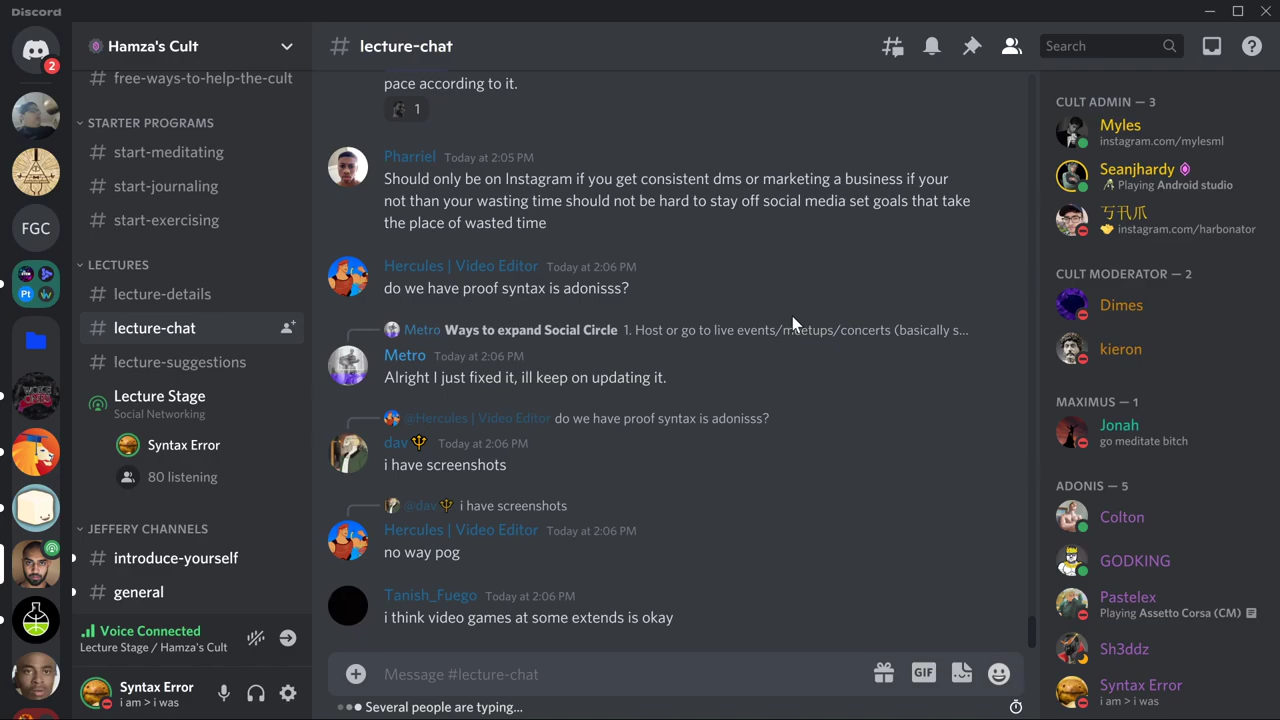 Discord
2
FGC
Pt
Hamza's Cult
free-ways-to-help-the-cult
STARTER PROGRAMS
start-meditating
start-journaling
start-exercising
LECTURES
lecture-details
lecture-chat
lecture-suggestions
Lecture Stage
Social Networking
Syntax Error
80 listening
JEFFERY CHANNELS
introduce-yourself
general
Voice Connected
Lecture Stage / Hamza's Cult
Syntax Error
i am > i was
lecture-chat
Search
pace according to it.
1
Pharriel Today at 2:05 PM
Should only be on Instagram if you get consistent dms or marketing a business if your
not than your wasting time should not be hard to stay off social media set goals that take
the place of wasted time
Hercules | Video Editor Today at 2:06 PM
do we have proof syntax is adonisss?
Metro Ways to expand Social Circle 1. Host or go to live events/meetups/concerts (basically s...
Metro Today at 2:06 PM
Alright I just fixed it, ill keep on updating it.
@Hercules | Video Editor do we have proof syntax is adonisss?
dav🔱 Today at 2:06 PM
i have screenshots
@dav🔱 i have screenshots
Hercules | Video Editor Today at 2:06 PM
no way pog
Tanish_Fuego Today at 2:06 PM
i think video games at some extends is okay
Message #lecture-chat
GIF
Several people are typing...
CULT ADMIN — 3
Myles
instagram.com/mylesml
Seanjhardy
Playing Android studio
instagram.com/harbonator
CULT MODERATOR — 2
Dimes
kieron
MAXIMUS — 1
Jonah
go meditate bitch
ADONIS — 5
Colton
GODKING
Pastelex
Playing Assetto Corsa (CM)
Sh3ddz
Syntax Error
i am > i was